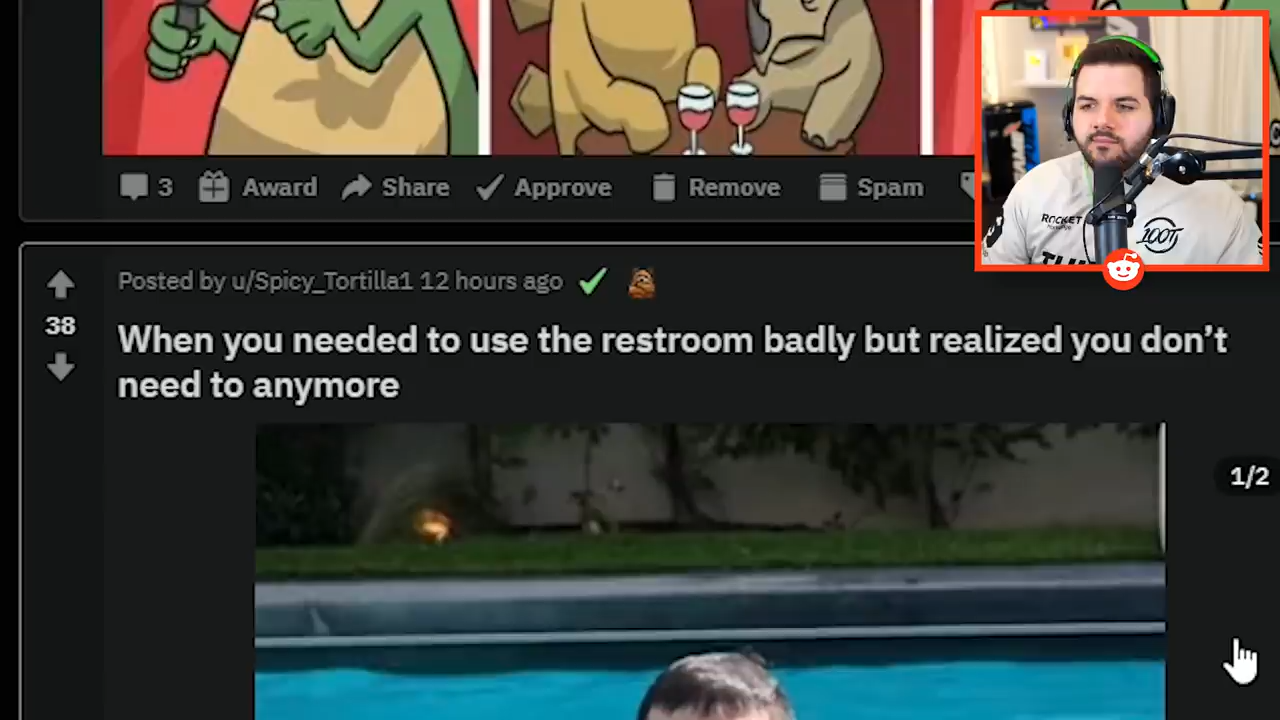 3 Award Share Approve Remove Spam
ROCKET
100T
Posted by u/Spicy_Tortilla1 12 hours ago
38
When you needed to use the restroom badly but realized you don’t
need to anymore
1/2